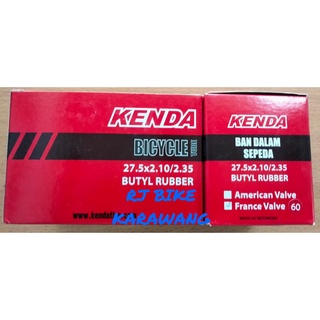 KENDA
BICYCLE TUBE
27.5x2.10/2.35
BUTYL RUBBER
RJ BIKE
KARAWANG
KENDA
BAN DALAM
SEPEDA
27.5x2.10/2.35
BUTYL RUBBER
American Valve
France Valve 60